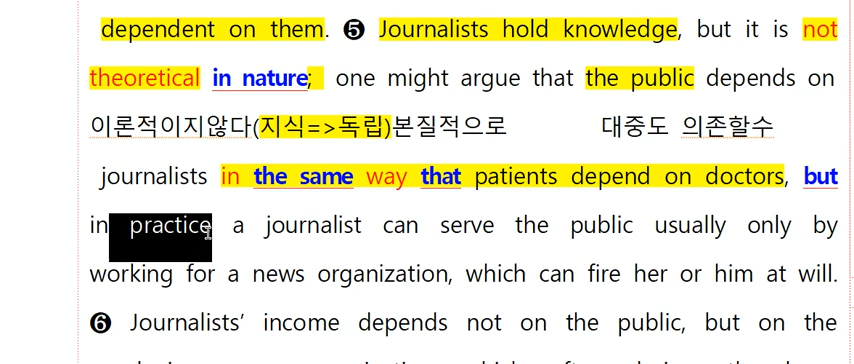 dependent on them. ❺ Journalists hold knowledge, but it is not
theoretical in nature; one might argue that the public depends on
이론적이지않다(지식=>독립)본질적으로 대중도 의존할수
journalists in the same way that patients depend on doctors, but
in practice a journalist can serve the public usually only by
working for a news organization, which can fire her or him at will.
❻ Journalists’ income depends not on the public, but on the